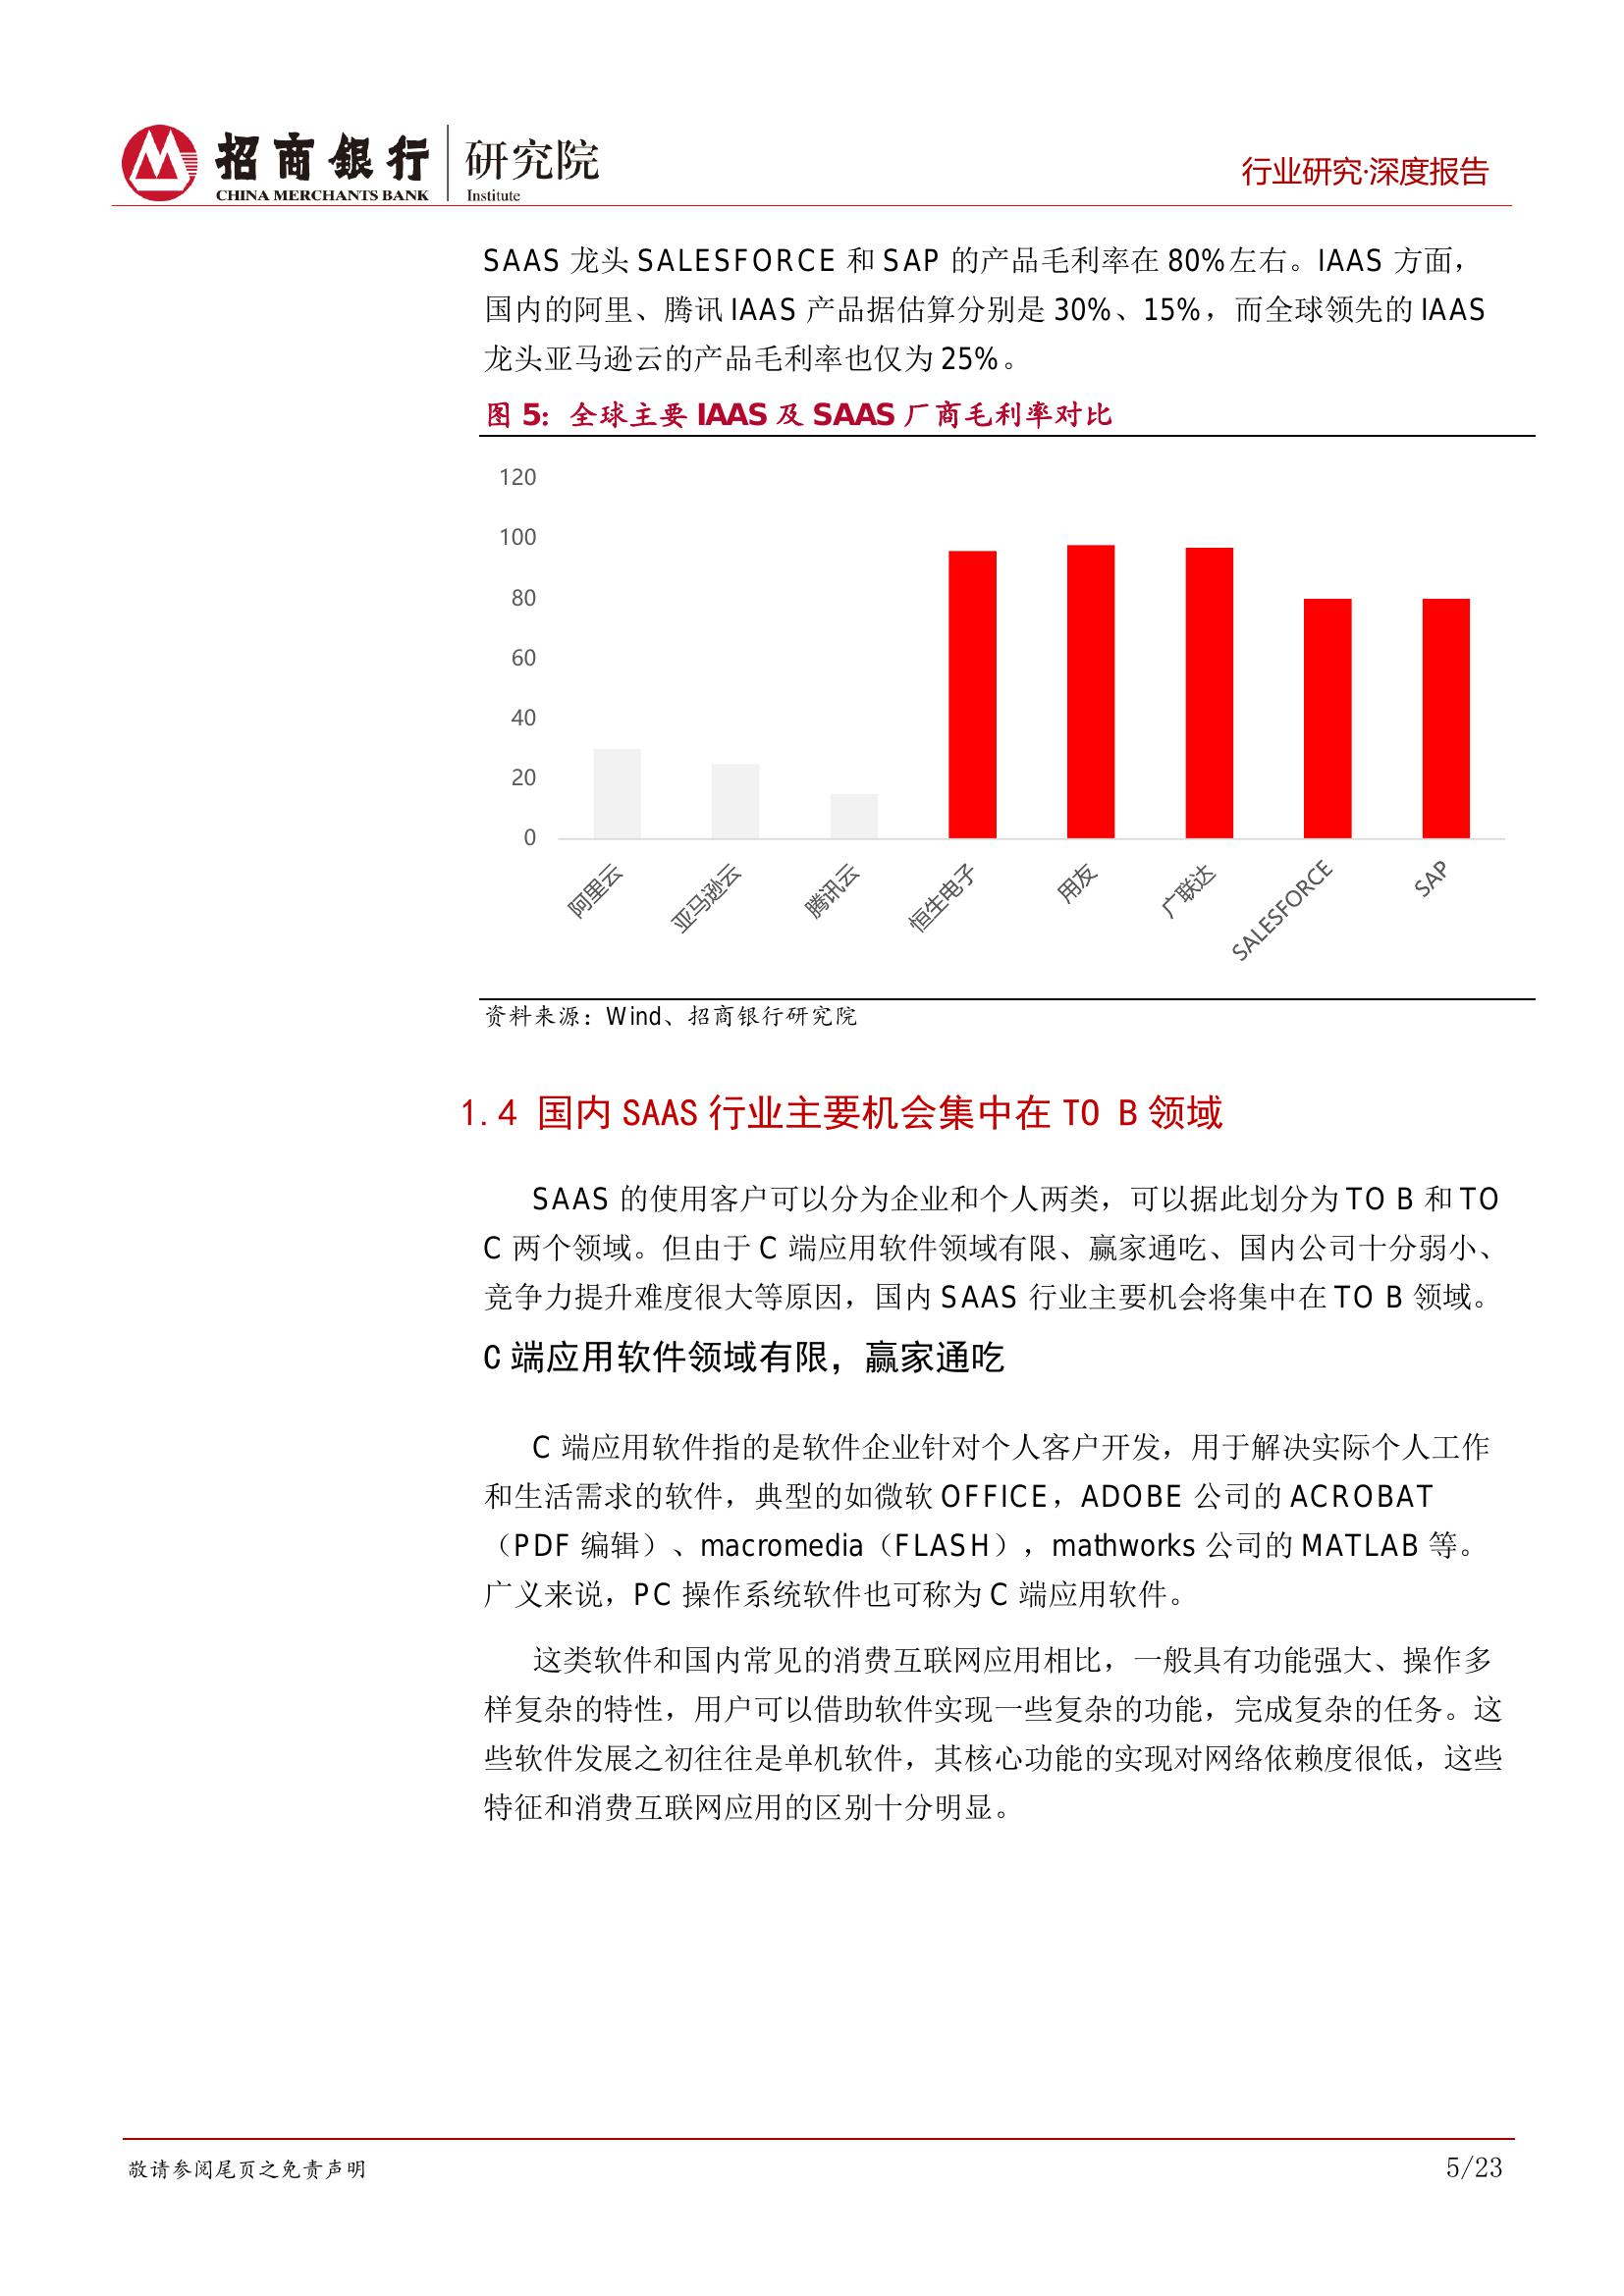 招商银行 研究院
CHINA MERCHANTS BANK Institute
行业研究·深度报告
SAAS 龙头 SALESFORCE 和 SAP 的产品毛利率在 80%左右。IAAS 方面，
国内的阿里、腾讯 IAAS 产品据估算分别是 30%、15%，而全球领先的 IAAS
龙头亚马逊云的产品毛利率也仅为 25%。
图 5：全球主要 IAAS 及 SAAS 厂商毛利率对比
120
100
80
60
40
20
0
阿里云
亚马逊云
腾讯云
恒生电子
用友
广联达
SALESFORCE
SAP
资料来源：Wind、招商银行研究院
1.4 国内 SAAS 行业主要机会集中在 TO B 领域
SAAS 的使用客户可以分为企业和个人两类，可以据此划分为 TO B 和 TO
C 两个领域。但由于 C 端应用软件领域有限、赢家通吃、国内公司十分弱小、
竞争力提升难度很大等原因，国内 SAAS 行业主要机会将集中在 TO B 领域。
C 端应用软件领域有限，赢家通吃
C 端应用软件指的是软件企业针对个人客户开发，用于解决实际个人工作
和生活需求的软件，典型的如微软 OFFICE，ADOBE 公司的 ACROBAT
（PDF 编辑）、macromedia（FLASH），mathworks 公司的 MATLAB 等。
广义来说，PC 操作系统软件也可称为 C 端应用软件。
这类软件和国内常见的消费互联网应用相比，一般具有功能强大、操作多
样复杂的特性，用户可以借助软件实现一些复杂的功能，完成复杂的任务。这
些软件发展之初往往是单机软件，其核心功能的实现对网络依赖度很低，这些
特征和消费互联网应用的区别十分明显。
敬请参阅尾页之免责声明
5/23